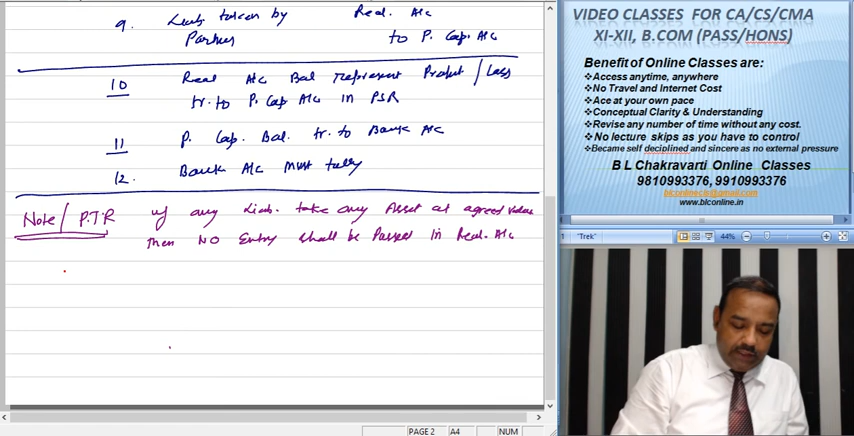 9. Liab taken by Real. A/c
Partner to P. Cap. A/c
10 Real A/c Bal represent Profit / Loss
tr. to P. Cap A/c in PSR
11 P. Cap. Bal. tr. to Bank A/c
12. Bank A/c Must tally
Note / P.T.R if any Liab. take any Asset at agreed value
then NO Entry shall be Passed in Real. A/c
PAGE 2 A4 NUM
VIDEO CLASSES FOR CA/CS/CMA
XI-XII, B.COM (PASS/HONS)
Benefit of Online Classes are:
❖Access anytime, anywhere
❖No Travel and Internet Cost
❖Ace at your own pace
❖Conceptual Clarity & Understanding
❖Revise any number of time without any cost.
❖No lecture skips as you have to control
❖Became self deciplined and sincere as no external pressure
B L Chakravarti Online Classes
9810993376, 9910993376
blconlinecls@gmail.com
www.blconline.in
1 "Trek" 44%